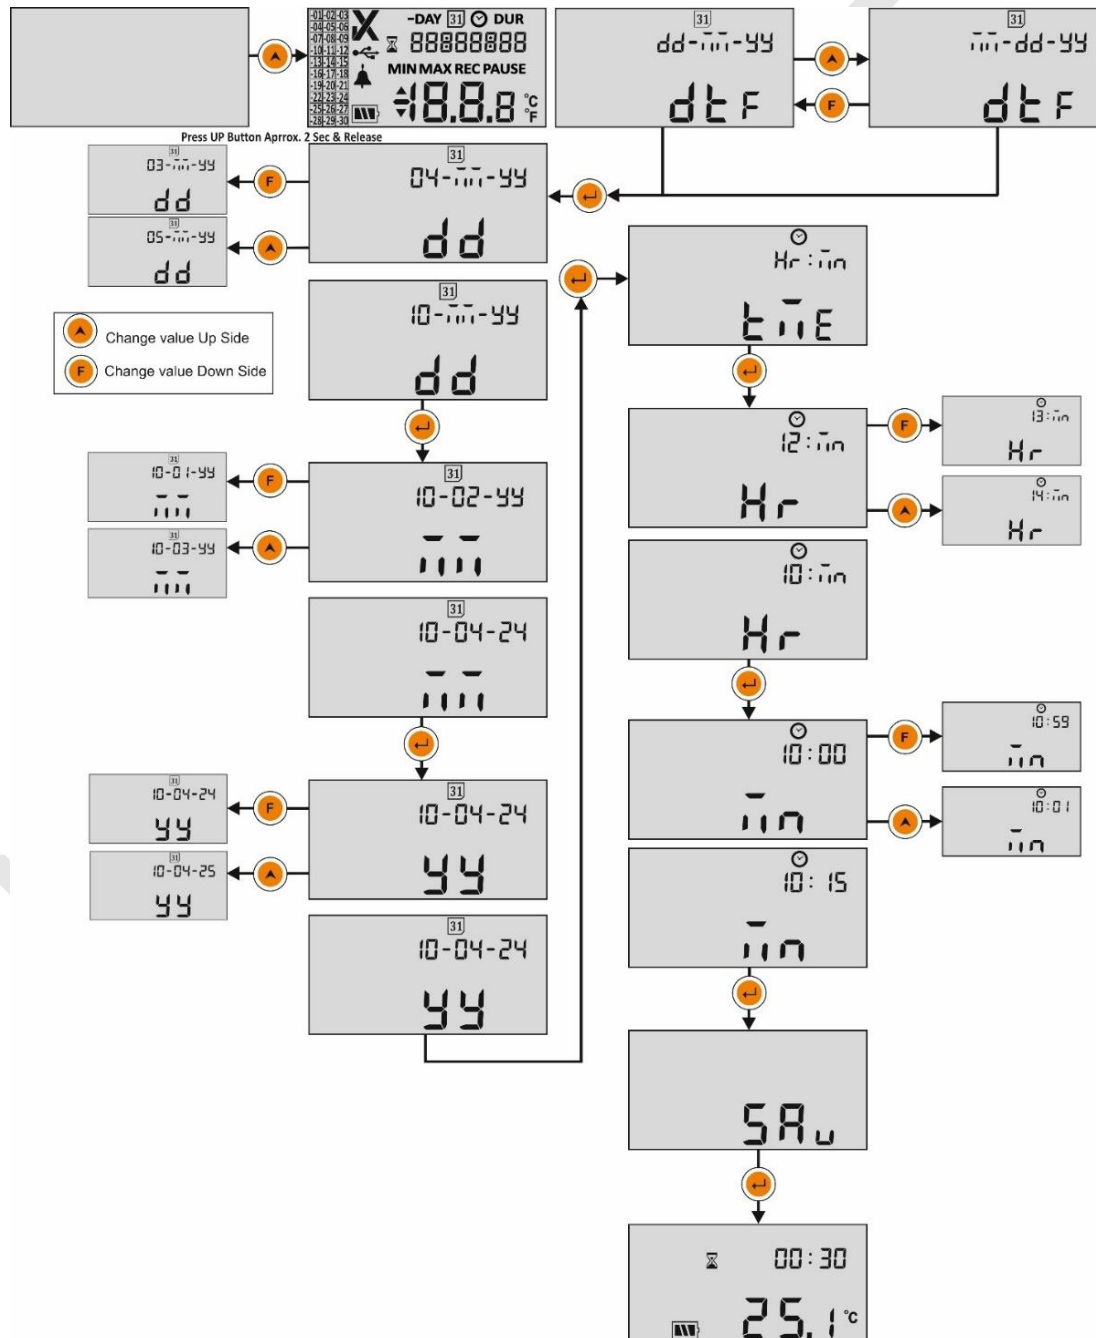 -01-02-03
-04-05-06
-07-08-09
-10-11-12
-13-14-15
-16-17-18
-19-20-21
-22-23-24
-25-26-27
-28-29-30
-DAY 31 DUR
88888888
MIN MAX REC PAUSE
18.8.8 °C °F
31
dd-mm-yy
dtF
F
31
mm-dd-yy
dtF
Press UP Button Aprrox. 2 Sec & Release
31
03-mm-yy
dd
F
31
04-mm-yy
dd
31
05-mm-yy
dd
31
10-mm-yy
dd
Change value Up Side
F Change value Down Side
31
10-01-yy
mm
F
31
10-02-yy
mm
31
10-03-yy
mm
31
10-04-24
mm
31
10-04-24
yy
F
31
10-04-24
yy
31
10-04-25
yy
31
10-04-24
yy
Hr:mn
tmE
12:mn
Hr
F
13:mn
Hr
14:mn
Hr
10:mn
Hr
10:00
mn
F
10:59
mn
10:01
mn
10:15
mn
SAv
00:30
25.1 °C